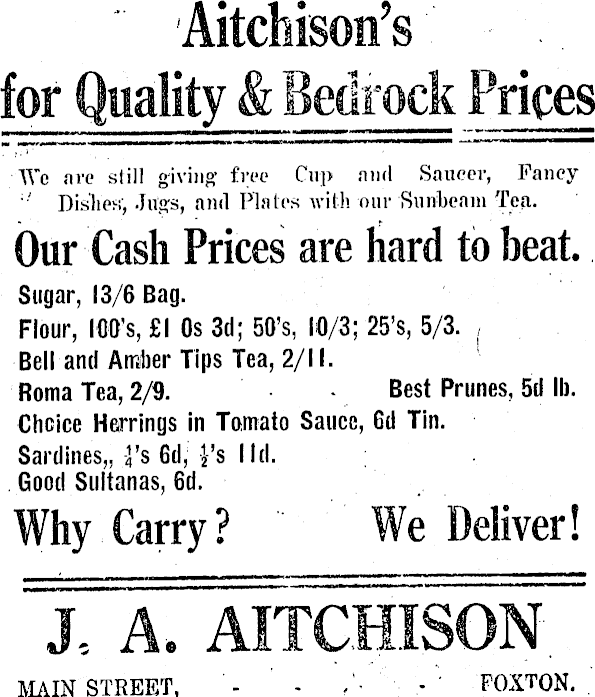 Aitchison's
for Quality & Bedrock Prices
We are still giving free Cup and Saucer, Fancy
Dishes, Jugs, and Plates with our Sunbeam Tea.
Our Cash Prices are hard to beat.
Sugar, 13/6 Bag.
Flour, 100's, £1 0s 3d; 50's, 10/3; 25's, 5/3.
Bell and Amber Tips Tea, 2/11.
Roma Tea, 2/9. - - Best Prunes, 5d lb.
Choice Herrings in Tomato Sauce, 6d Tin.
Sardines,, ¼'s 6d, ½'s 11d.
Good Sultanas, 6d.
Why Carry? We Deliver!
J. A. AITCHISON
MAIN STREET, - - - - FOXTON.